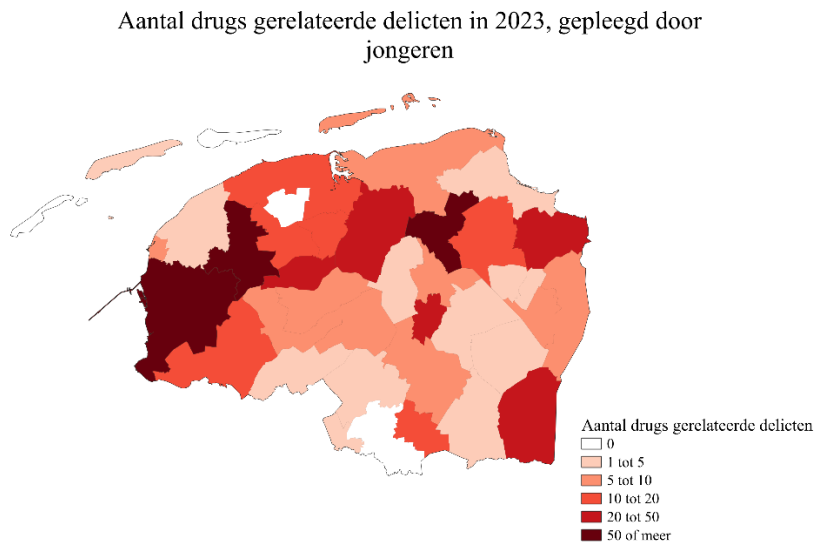 Aantal drugs gerelateerde delicten in 2023, gepleegd door
jongeren
Aantal drugs gerelateerde delicten
0
1 tot 5
5 tot 10
10 tot 20
20 tot 50
50 of meer